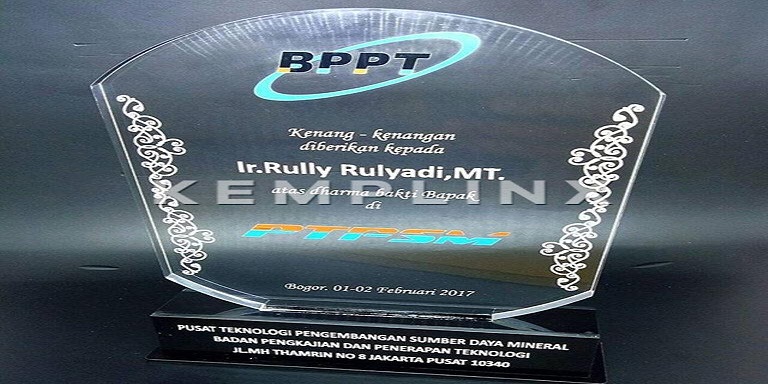 BPPT
Kenang - kenangan
diberikan kepada
Ir.Rully Rulyadi,MT.
KEMPLINX
atas dharma bakti Bapak
di
PTPSM
Bogor. 01-02 Februari 2017
PUSAT TEKNOLOGI PENGEMBANGAN SUMBER DAYA MINERAL
BADAN PENGKAJIAN DAN PENERAPAN TEKNOLOGI
JL.MH THAMRIN NO 8 JAKARTA PUSAT 10340